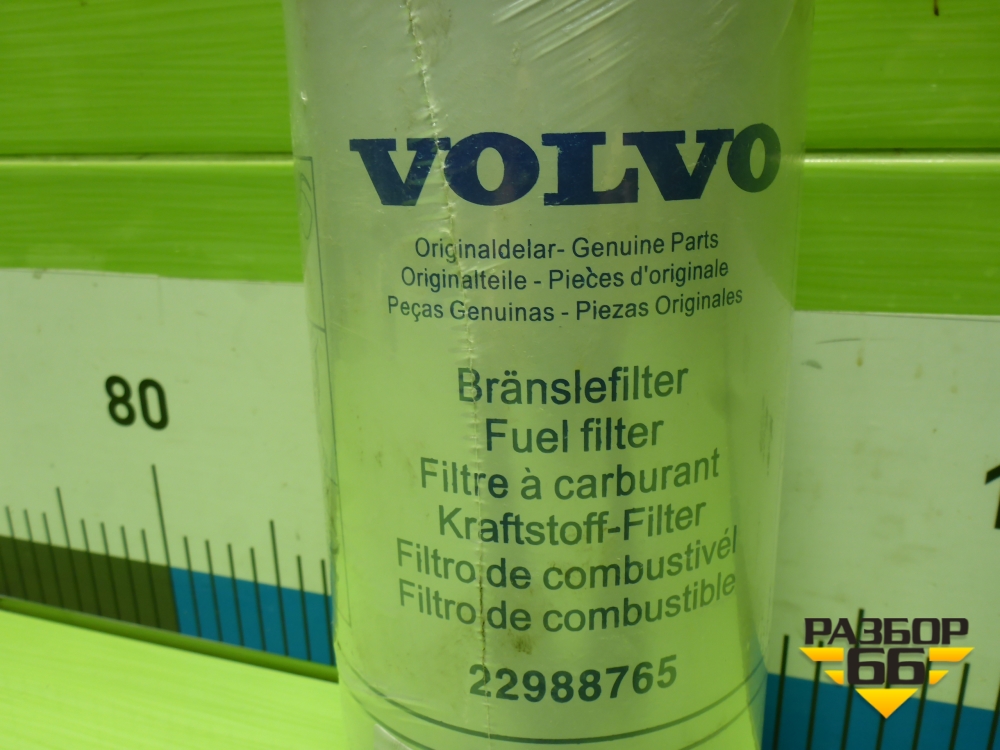 VOLVO
Originaldelar- Genuine Parts
Originalteile - Pieces d'originale
Peças Genuinas - Piezas Originales
Bränslefilter
Fuel filter
Filtre à carburant
Kraftstoff-Filter
Filtro de combustivél
Filtro de combustible
22988765
80
РАЗБОР
66